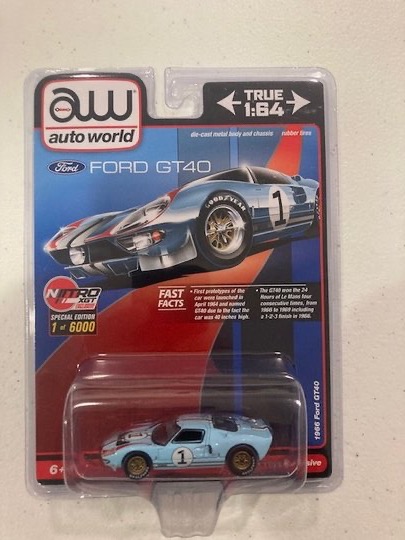 aw
auto world
TRUE
1:64
die-cast metal body and chassis rubber tires
Ford FORD GT40
GOODYEAR
1
NITRO
XGT
SPECIAL EDITION
1 of 6000
FAST
FACTS
• First prototypes of the
car were launched in
April 1964 and named
GT40 due to the fact the
car was 40 inches high.
• The GT40 won the 24
Hours of Le Mans four
consecutive times, from
1966 to 1969 including
a 1-2-3 finish in 1966.
1966 Ford GT40
1
6+